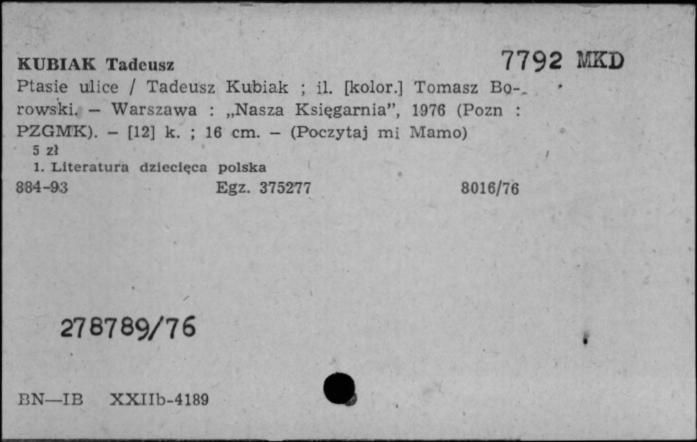 KUBIAK Tadeusz 7792 MKD
Ptasie ulice / Tadeusz Kubiak ; il. [kolor.] Tomasz Bo-
rowski. — Warszawa : „Nasza Księgarnia”, 1976 (Pozn :
PZGMK). — [12] k. ; 16 cm. — (Poczytaj mi Mamo)
5 zł
1. Literatura dziecięca polska
884-93 Egz. 375277 8016/76
278789/76
BN—IB XXIIb-4189